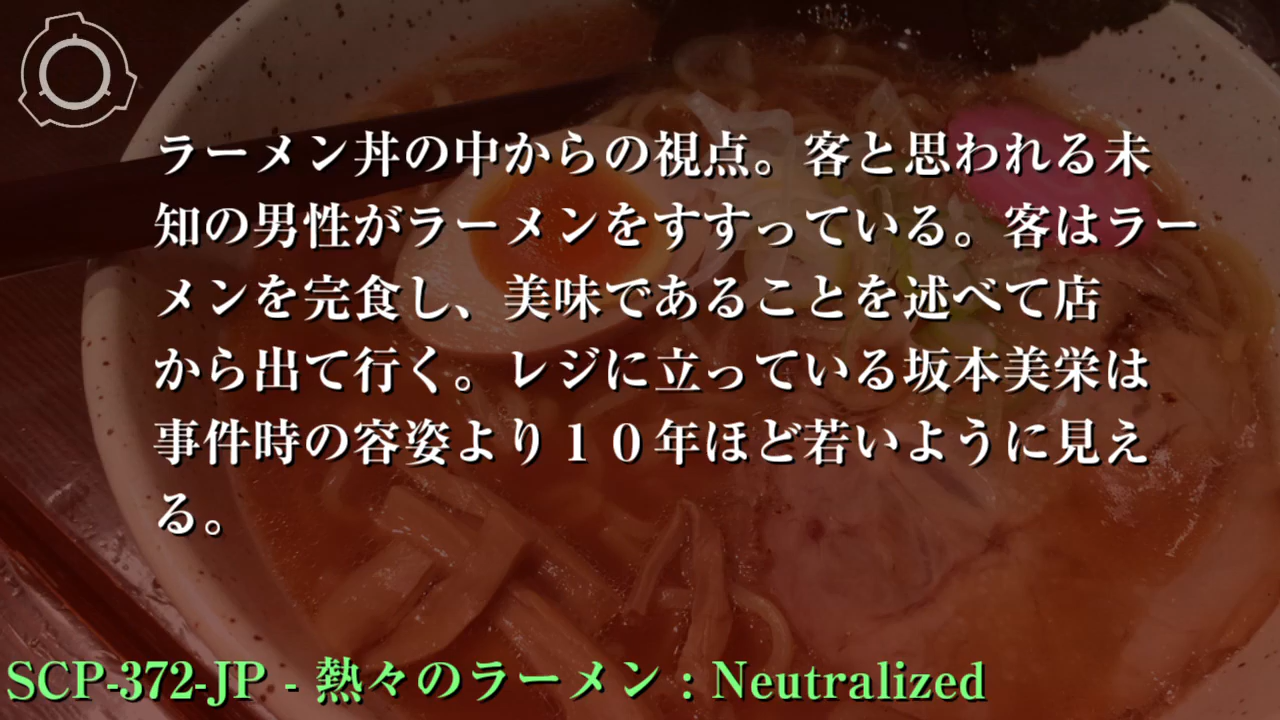 ラーメン丼の中からの視点。客と思われる未
知の男性がラーメンをすすっている。客はラー
メンを完食し、美味であることを述べて店
から出て行く。レジに立っている坂本美栄は
事件時の容姿より１０年ほど若いように見え
る。
SCP-372-JP - 熱々のラーメン：Neutralized